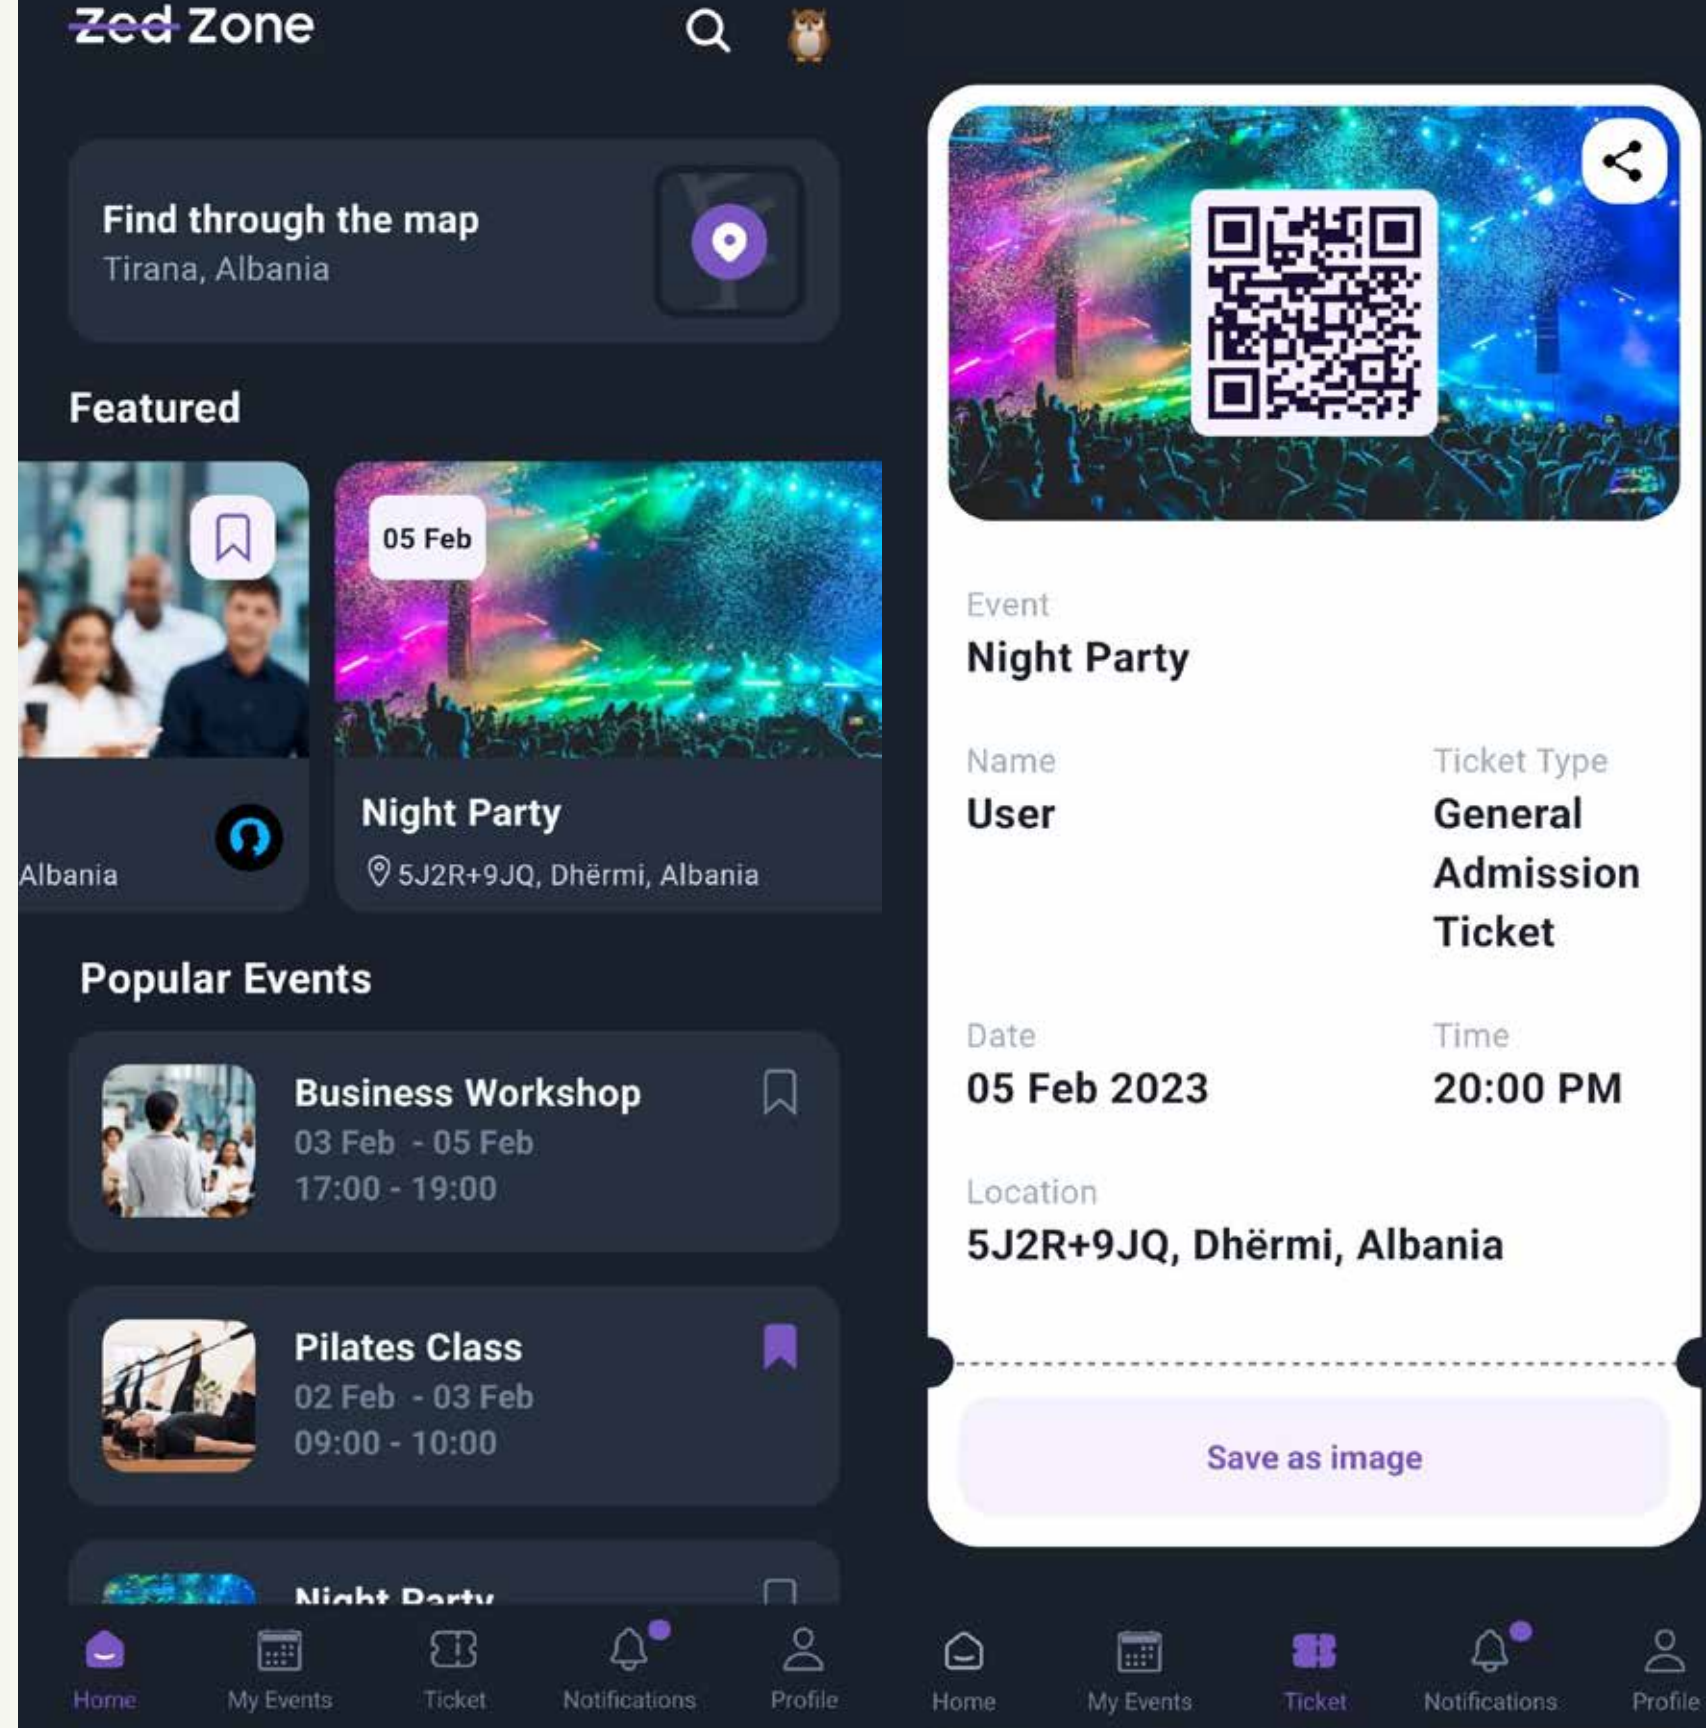 Zed Zone
Find through the map
Tirana, Albania
Featured
05 Feb
Albania
Night Party
5J2R+9JQ, Dhërmi, Albania
Popular Events
Business Workshop
03 Feb - 05 Feb
17:00 - 19:00
Pilates Class
02 Feb - 03 Feb
09:00 - 10:00
Night Party
Home
My Events
Ticket
Notifications
Profile
Event
Night Party
Name
User
Ticket Type
General
Admission
Ticket
Date
05 Feb 2023
Time
20:00 PM
Location
5J2R+9JQ, Dhërmi, Albania
Save as image
Home
My Events
Ticket
Notifications
Profile